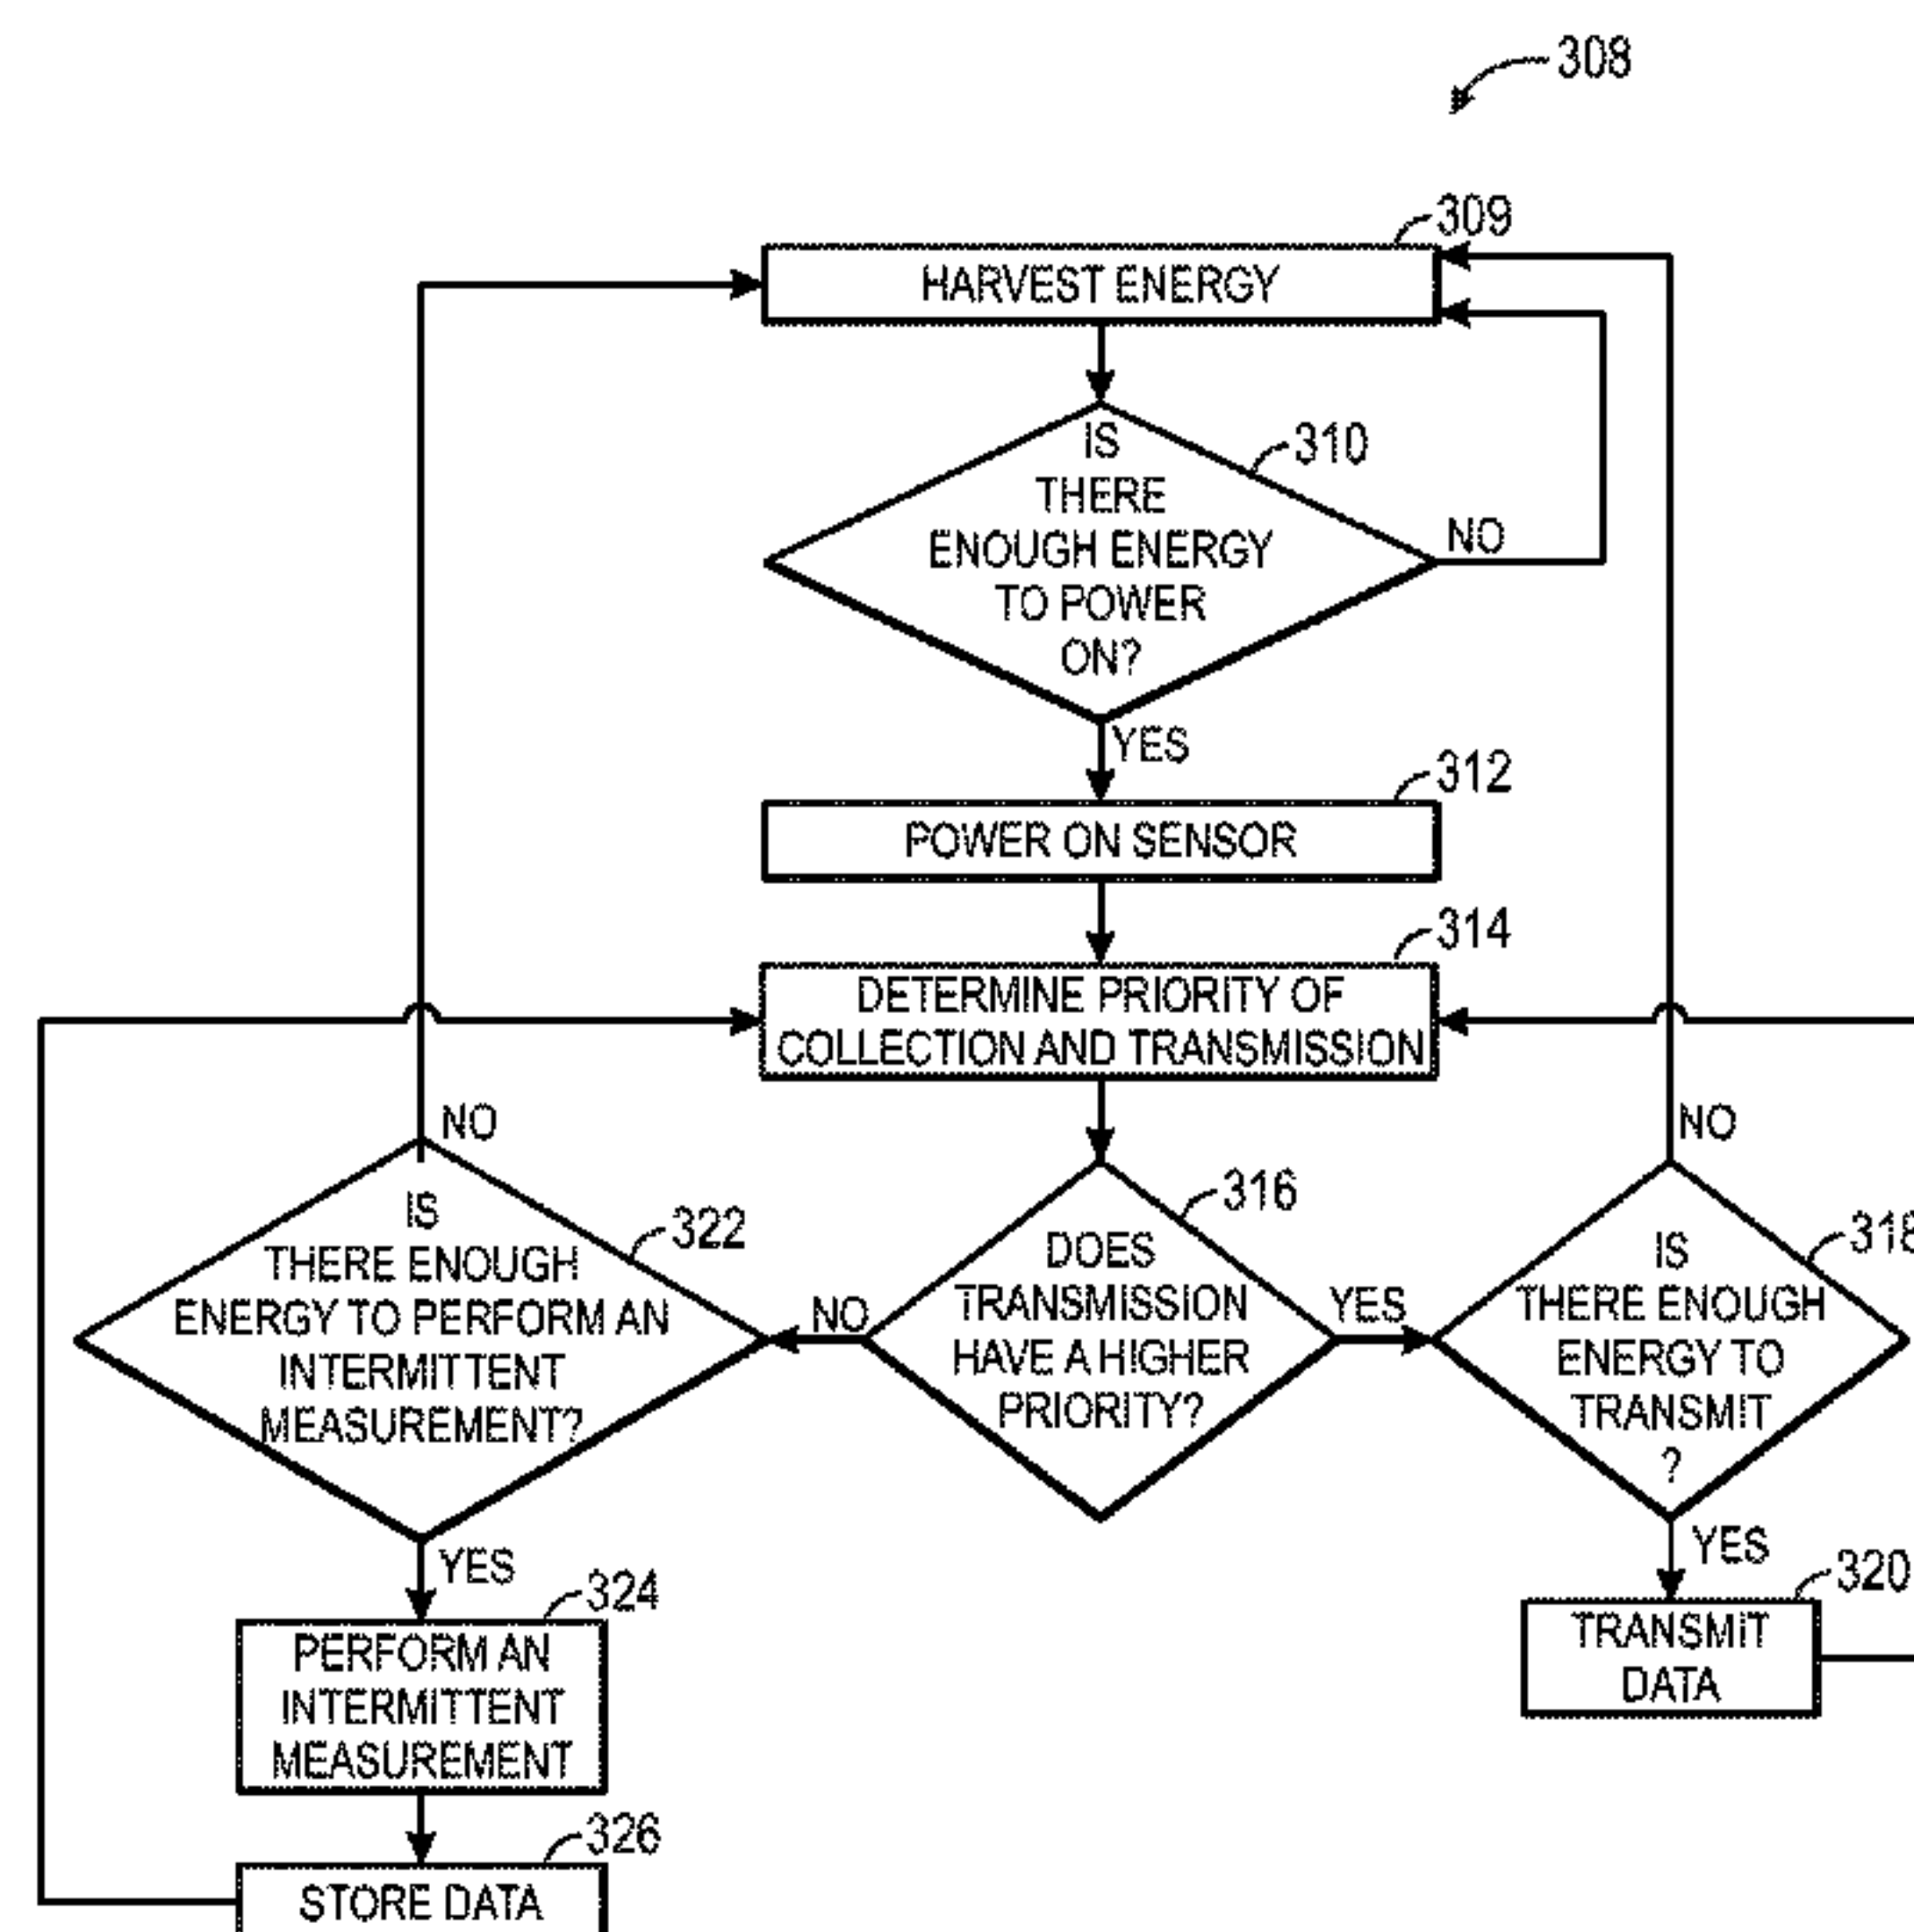 308
309
HARVEST ENERGY
310
IS
THERE
ENOUGH ENERGY
TO POWER
ON?
NO
YES
312
POWER ON SENSOR
314
DETERMINE PRIORITY OF
COLLECTION AND TRANSMISSION
NO
322
IS
THERE ENOUGH
ENERGY TO PERFORM AN
INTERMITTENT
MEASUREMENT?
NO
316
DOES
TRANSMISSION
HAVE A HIGHER
PRIORITY?
YES
NO
318
IS
THERE ENOUGH
ENERGY TO
TRANSMIT
?
YES
324
PERFORM AN
INTERMITTENT
MEASUREMENT
YES
320
TRANSMIT
DATA
326
STORE DATA